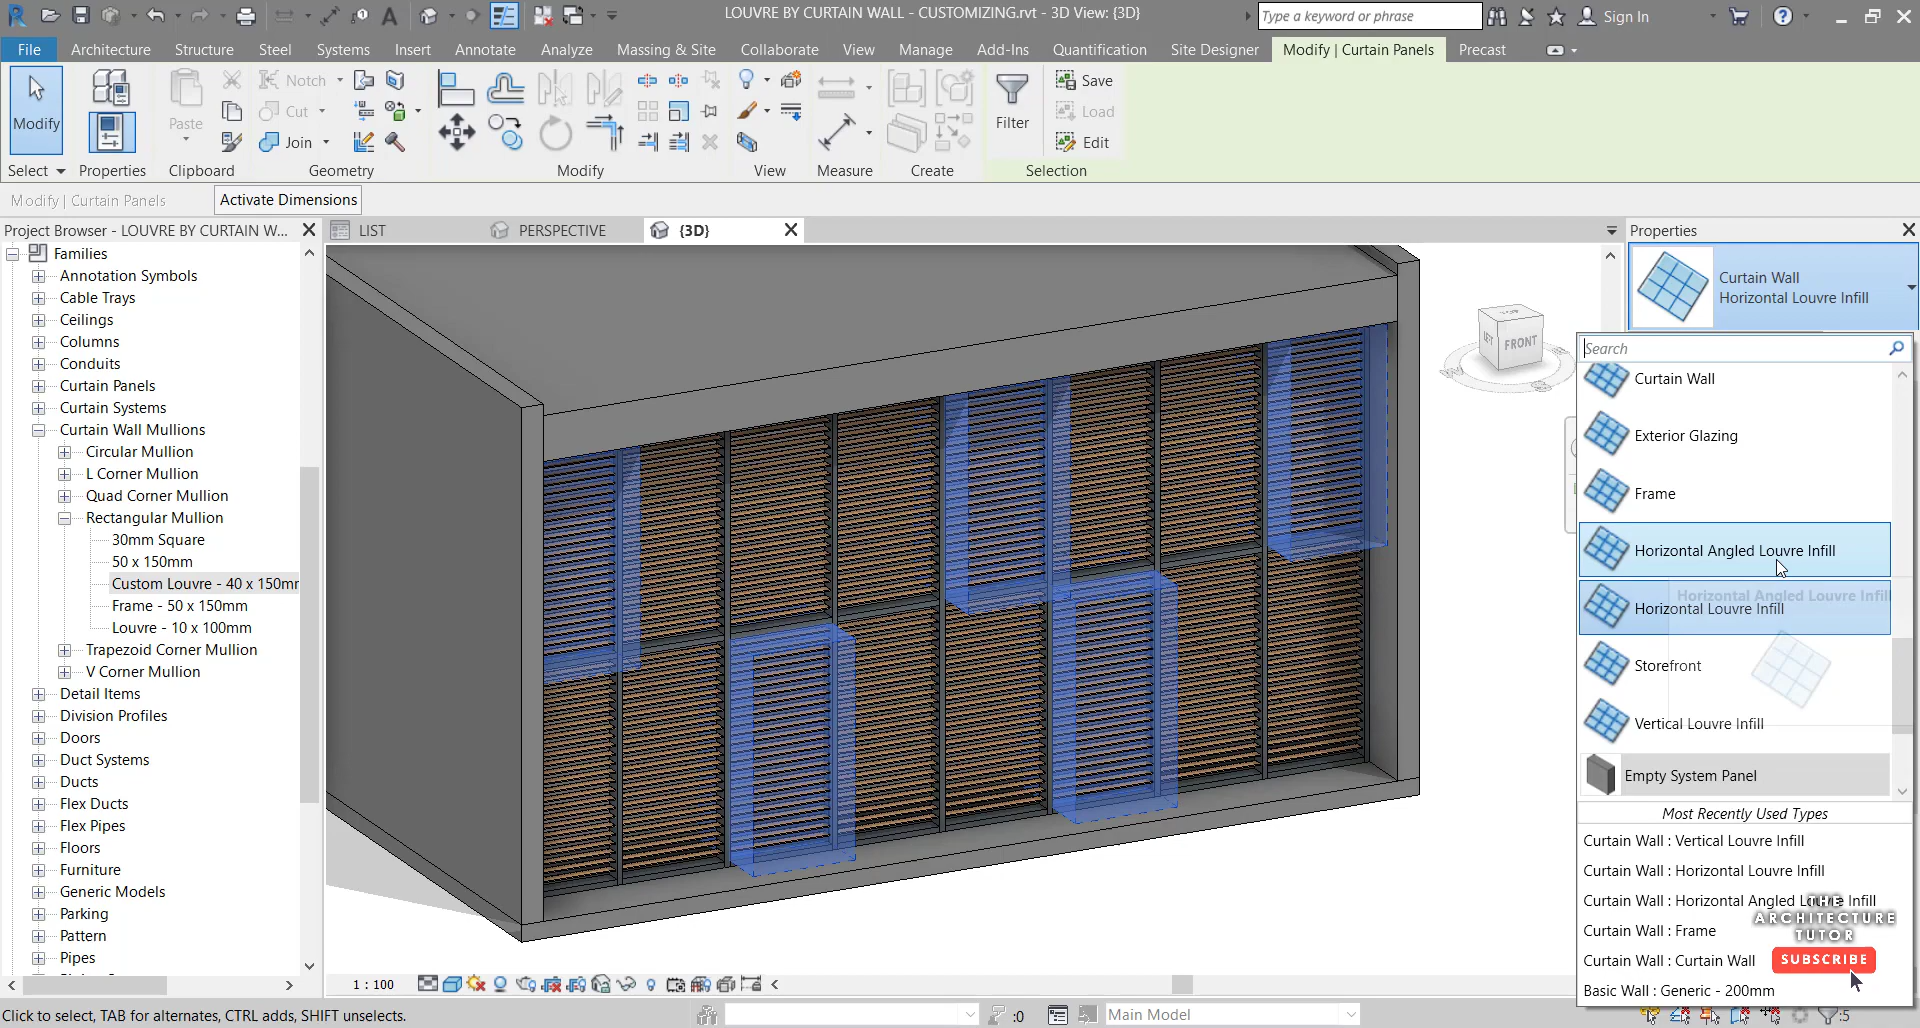 LOUVRE BY CURTAIN WALL - CUSTOMIZING.rvt - 3D View: {3D}
Type a keyword or phrase
Sign In
File
Architecture
Structure
Steel
Systems
Insert
Annotate
Analyze
Massing & Site
Collaborate
View
Manage
Add-Ins
Quantification
Site Designer
Modify | Curtain Panels
Precast
Modify
Paste
Notch
Cut
Join
Filter
Save
Load
Edit
Select
Properties
Clipboard
Geometry
Modify
View
Measure
Create
Selection
Modify | Curtain Panels
Activate Dimensions
Project Browser - LOUVRE BY CURTAIN W...
LIST
PERSPECTIVE
{3D}
Properties
Families
Annotation Symbols
Cable Trays
Ceilings
Columns
Conduits
Curtain Panels
Curtain Systems
Curtain Wall Mullions
Circular Mullion
L Corner Mullion
Quad Corner Mullion
Rectangular Mullion
30mm Square
50 x 150mm
Custom Louvre - 40 x 150mm
Frame - 50 x 150mm
Louvre - 10 x 100mm
Trapezoid Corner Mullion
V Corner Mullion
Detail Items
Division Profiles
Doors
Duct Systems
Ducts
Flex Ducts
Flex Pipes
Floors
Furniture
Generic Models
Parking
Pattern
Pipes
TOP
LEFT
FRONT
Curtain Wall
Horizontal Louvre Infill
Search
Curtain Wall
Exterior Glazing
Frame
Horizontal Angled Louvre Infill
Horizontal Angled Louvre Infill
Horizontal Louvre Infill
Storefront
Vertical Louvre Infill
Empty System Panel
Most Recently Used Types
Curtain Wall : Vertical Louvre Infill
Curtain Wall : Horizontal Louvre Infill
Curtain Wall : Horizontal Angled Louvre Infill
Curtain Wall : Frame
Curtain Wall : Curtain Wall
Basic Wall : Generic - 200mm
THE
ARCHITECTURE
TUTOR
SUBSCRIBE
1 : 100
Click to select, TAB for alternates, CTRL adds, SHIFT unselects.
:0
Main Model
:5